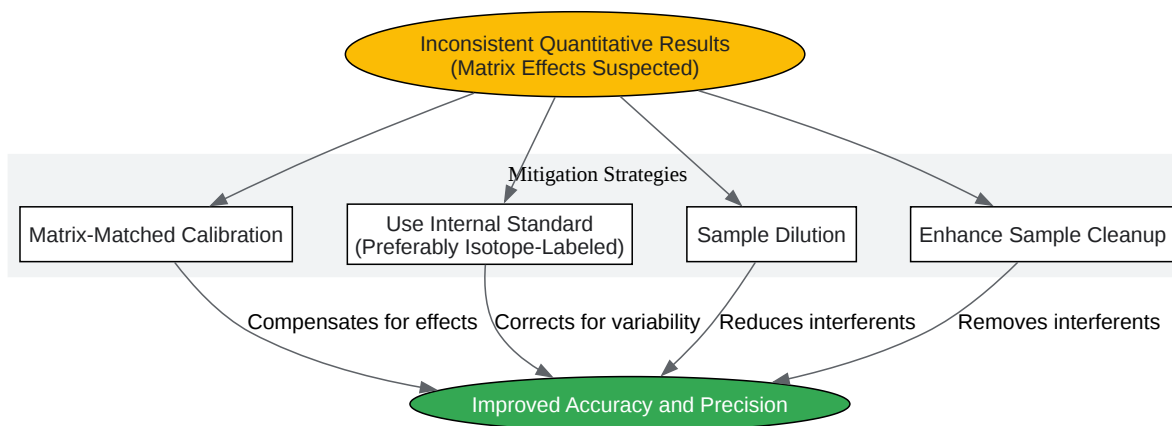 Inconsistent Quantitative Results
(Matrix Effects Suspected)
Mitigation Strategies
Matrix-Matched Calibration
Use Internal Standard
(Preferably Isotope-Labeled)
Sample Dilution
Enhance Sample Cleanup
Compensates for effects
Corrects for variability
Reduces interferents
Removes interferents
Improved Accuracy and Precision